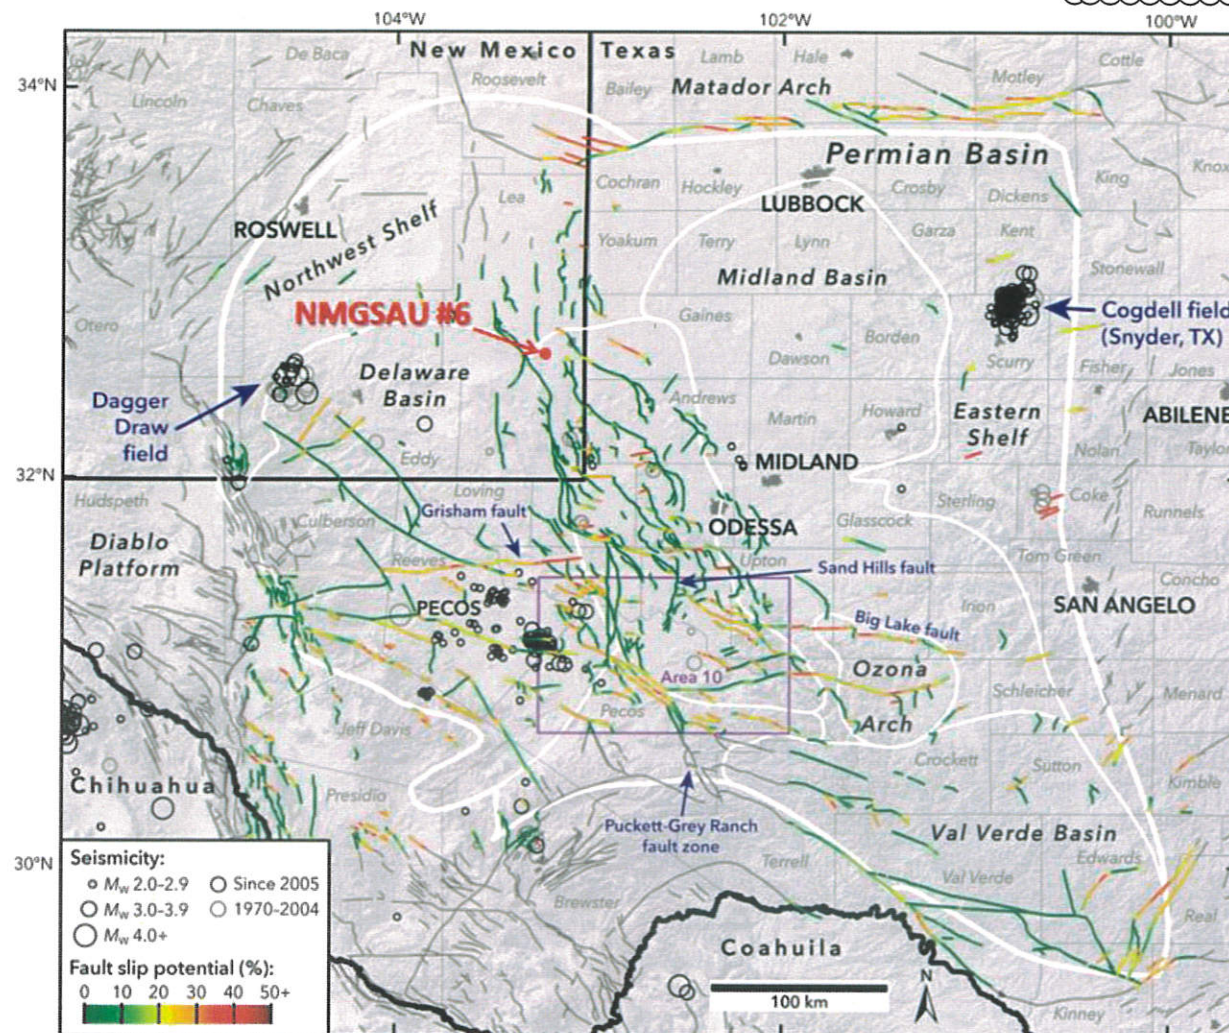 104°W
102°W
100°W
New Mexico
Texas
De Baca
Roosevelt
Lamb
Hale
Cottle
34°N
Lincoln
Chaves
Bailey
Matador Arch
Motley
Permian Basin
Cochran
Hockley
Crosby
Dickens
King
Knox
Lea
LUBBOCK
ROSWELL
Northwest Shelf
Yoakum
Terry
Lynn
Garza
Kent
Stonewall
Midland Basin
NMGSAU #6
Otero
Gaines
Borden
Cogdell field
(Snyder, TX)
Dawson
Scurry
Fisher
Jones
Delaware
Basin
Dagger
Draw
field
Andrews
Martin
Howard
Eastern
Shelf
ABILENE
Nolan
Taylor
Eddy
MIDLAND
32°N
Hudspeth
Loving
Culberson
Grisham fault
ODESSA
Glasscock
Sterling
Coke
Runnels
Diablo
Platform
Reeves
Upton
Sand Hills fault
Tom Green
Concho
PECOS
Irion
SAN ANGELO
Big Lake fault
Area 10
Ozona
Arch
Schleicher
Menard
Pecos
Jeff Davis
Crockett
Sutton
Kimble
Chihuahua
Presidio
Puckett-Grey Ranch
fault zone
Val Verde Basin
30°N
Terrell
Val Verde
Edwards
Brewster
Real
Coahuila
N
100 km
Kinney
Seismicity:
Mw 2.0-2.9
Since 2005
Mw 3.0-3.9
1970-2004
Mw 4.0+
Fault slip potential (%):
0 10 20 30 40 50+